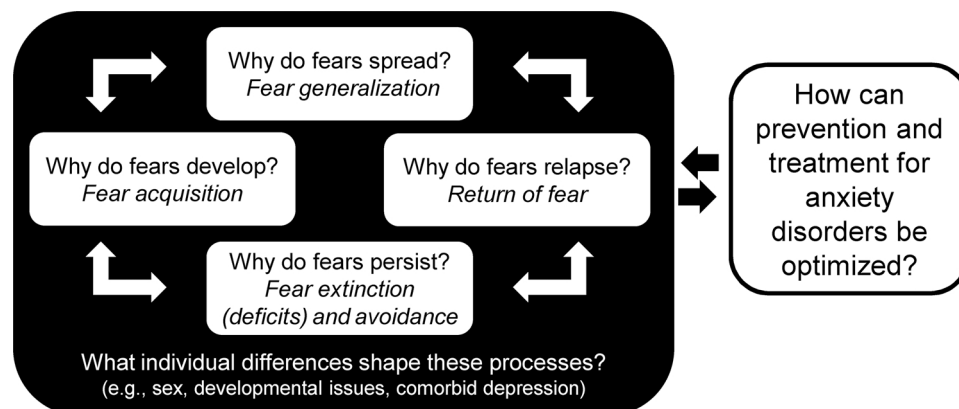 Why do fears spread?
Fear generalization
Why do fears develop?
Fear acquisition
Why do fears relapse?
Return of fear
Why do fears persist?
Fear extinction
(deficits) and avoidance
What individual differences shape these processes?
(e.g., sex, developmental issues, comorbid depression)
How can
prevention and
treatment for
anxiety
disorders be
optimized?